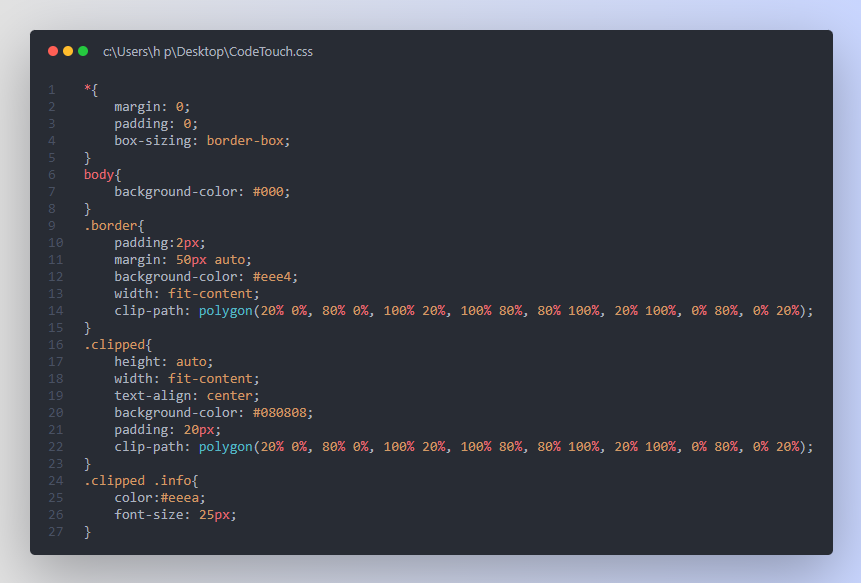 c:\Users\h p\Desktop\CodeTouch.css
1 *{
2 margin: 0;
3 padding: 0;
4 box-sizing: border-box;
5 }
6 body{
7 background-color: #000;
8 }
9 .border{
10 padding:2px;
11 margin: 50px auto;
12 background-color: #eee4;
13 width: fit-content;
14 clip-path: polygon(20% 0%, 80% 0%, 100% 20%, 100% 80%, 80% 100%, 20% 100%, 0% 80%, 0% 20%);
15 }
16 .clipped{
17 height: auto;
18 width: fit-content;
19 text-align: center;
20 background-color: #080808;
21 padding: 20px;
22 clip-path: polygon(20% 0%, 80% 0%, 100% 20%, 100% 80%, 80% 100%, 20% 100%, 0% 80%, 0% 20%);
23 }
24 .clipped .info{
25 color:#eeea;
26 font-size: 25px;
27 }